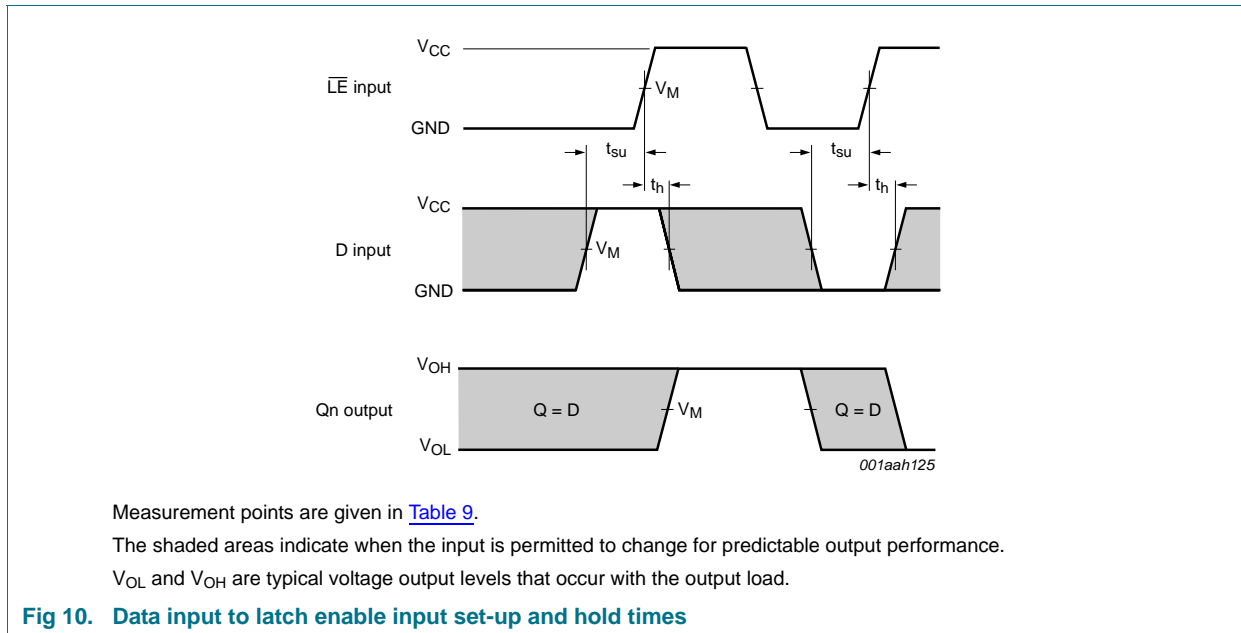 VCC
LE input
VM
GND
tsu
tsu
th
th
VCC
D input
VM
GND
VOH
Qn output
Q = D
VM
Q = D
VOL
001aah125
Measurement points are given in Table 9.
The shaded areas indicate when the input is permitted to change for predictable output performance.
VOL and VOH are typical voltage output levels that occur with the output load.
Fig 10. Data input to latch enable input set-up and hold times